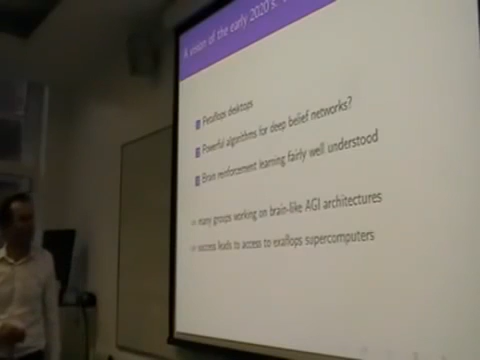 A vision of the early 2020's:
Petaflops desktops
Powerful algorithms for deep belief networks?
Brain reinforcement learning fairly well understood
⇒ many groups working on brain-like AGI architectures
⇒ success leads to access to exaflops supercomputers